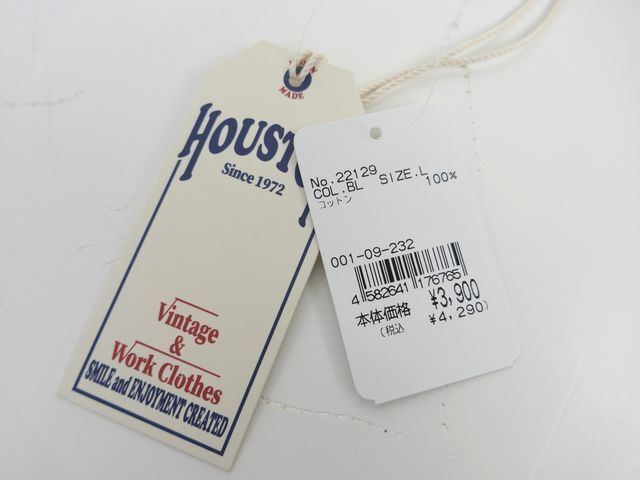 MADE
HOUSTO
Since 1972
Vintage
&
Work Clothes
SMILE and ENJOYMENT CREATED
No.22129
COL.BL SIZE.L
コットン 100%
001-09-232
4 582641 176765
本体価格 ¥3,900
(税込 ¥4,290)